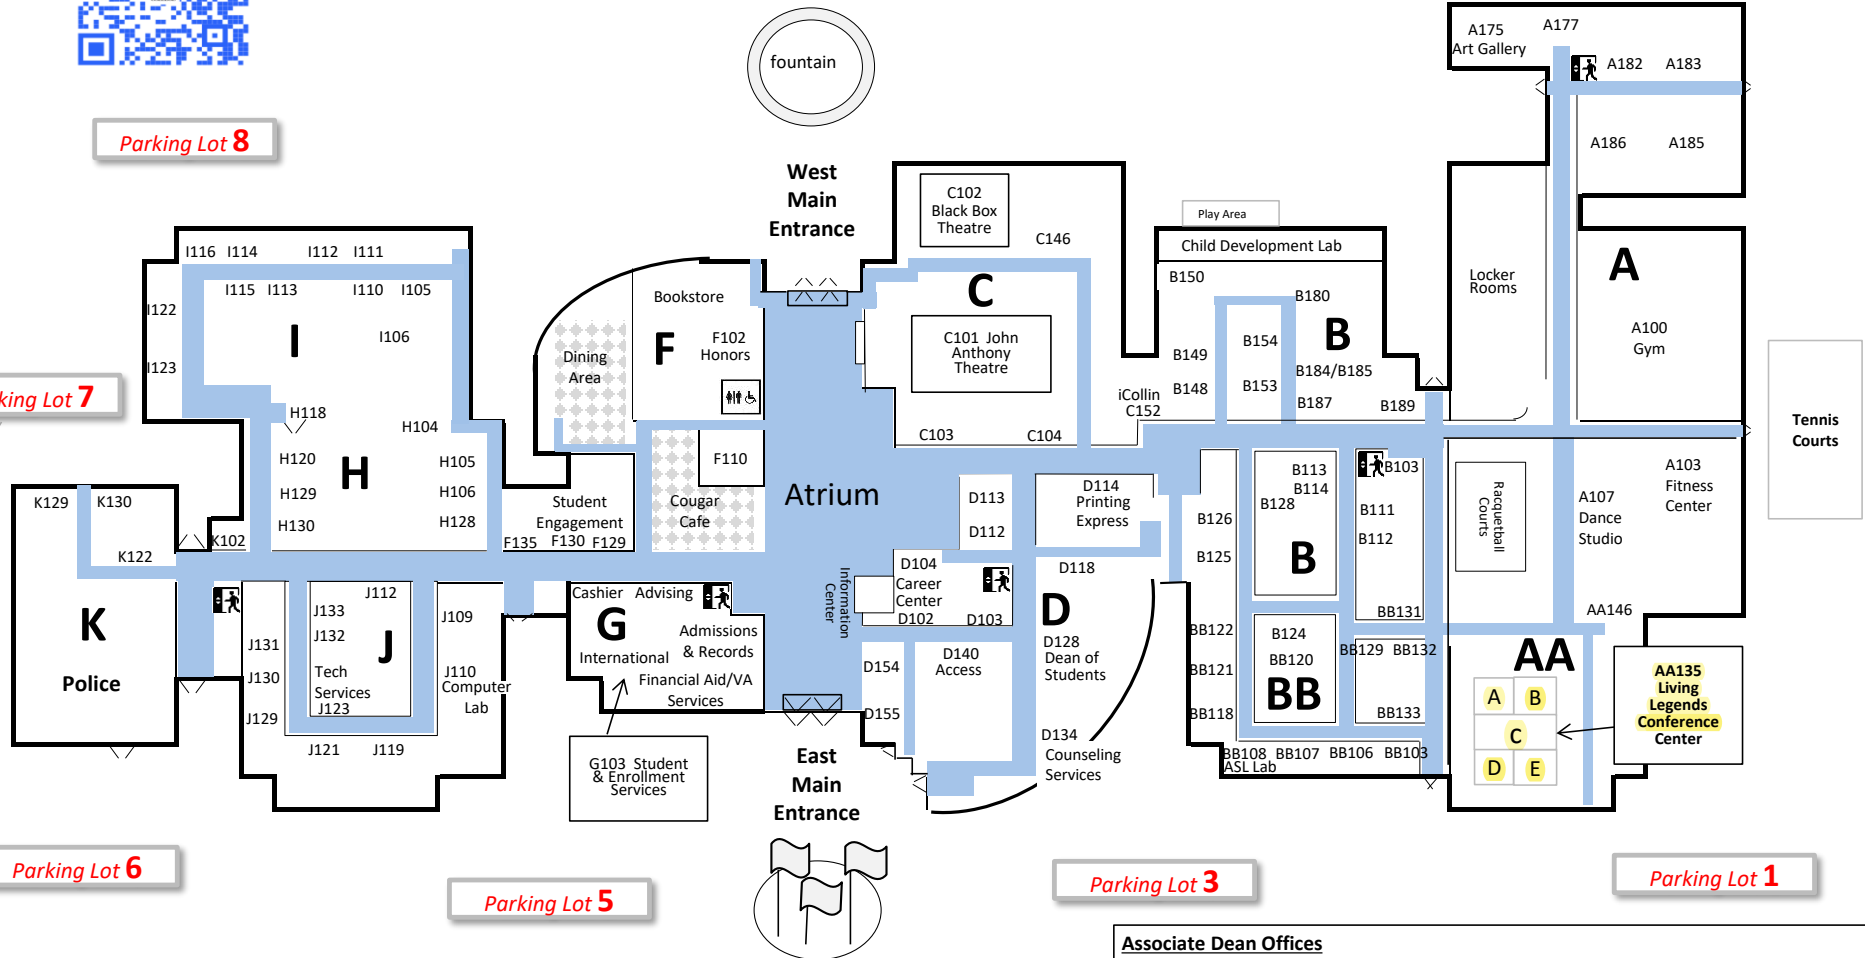 fountain
A175
Art Gallery
A177
A182
A183
A186
A185
Parking Lot 8
West
Main
Entrance
C102
Black Box
Theatre
C146
Play Area
Child Development Lab
I116
I114
I112
I111
I115
I113
I110
I105
I122
I106
I
I123
Bookstore
F
F102
Honors
Dining
Area
C
C101 John
Anthony
Theatre
B150
B180
B154
B
B149
B153
B184/B185
B148
B187
B189
iCollin
C152
Locker
Rooms
A
A100
Gym
Tennis
Courts
king Lot 7
H118
H104
H120
H
H105
H129
H106
H130
H128
C103
C104
F110
Cougar
Cafe
Atrium
Student
Engagement
F135
F130
F129
D113
D112
D114
Printing
Express
B126
B125
B113
B114
B128
B
B103
B111
B112
Racquetball
Courts
A107
Dance
Studio
A103
Fitness
Center
K129
K130
K102
K122
K
Police
J112
J133
J132
J
J131
Tech
Services
J130
J123
J129
J109
J110
Computer
Lab
J121
J119
Cashier
Advising
G
Admissions
& Records
International
Financial Aid/VA
Services
G103 Student
& Enrollment
Services
Information
Center
D104
Career
Center
D102
D103
D118
D
D128
Dean of
Students
D140
Access
D154
D155
D134
Counseling
Services
BB131
AA146
BB122
B124
BB129
BB132
BB121
BB120
BB
BB118
BB133
BB108
BB107
BB106
BB103
ASL Lab
AA
A
B
C
D
E
AA135
Living
Legends
Conference
Center
East
Main
Entrance
Parking Lot 6
Parking Lot 5
Parking Lot 3
Parking Lot 1
Associate Dean Offices